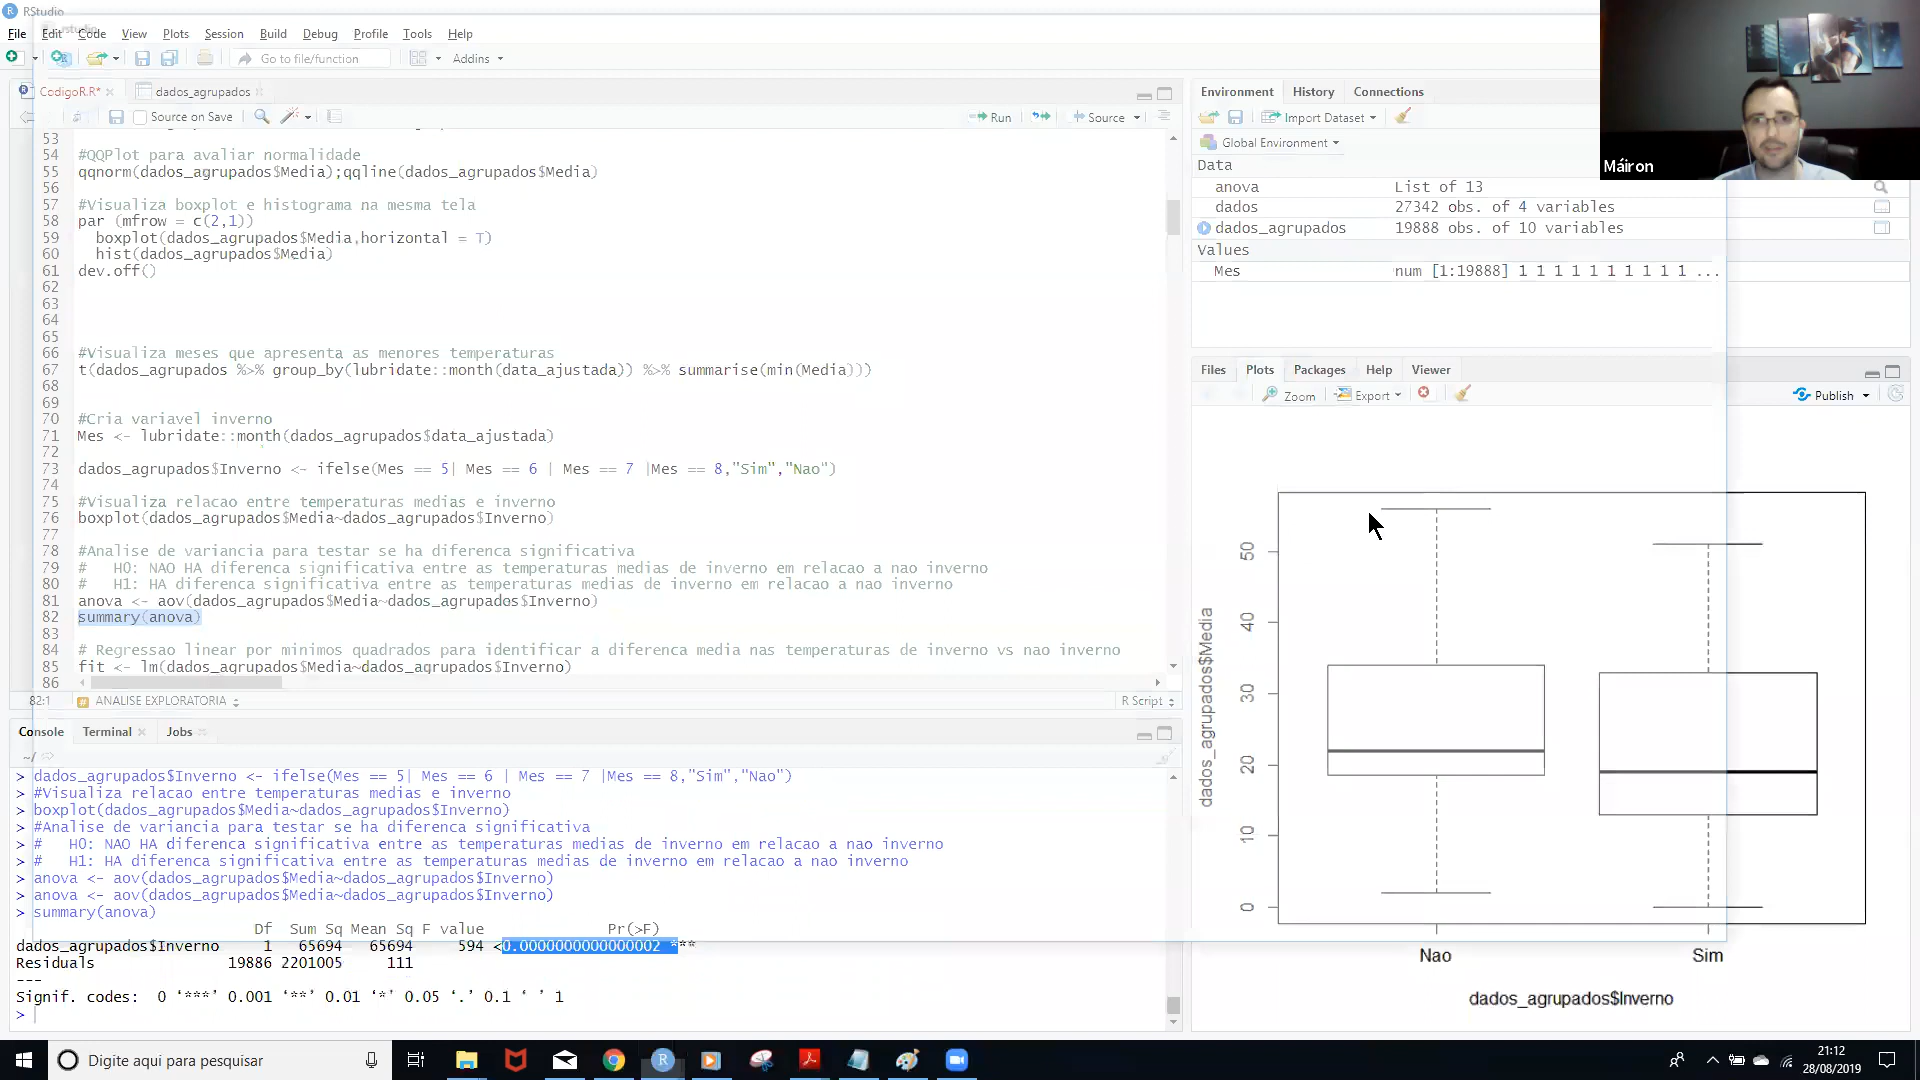 RStudio
File Edit Code View Plots Session Build Debug Profile Tools Help
Go to file/function
Addins
CodigoR.R* dados_agrupados
Source on Save
Run
Source
53
54 #QQPlot para avaliar normalidade
55 qqnorm(dados_agrupados$Media);qqline(dados_agrupados$Media)
56
57 #Visualiza boxplot e histograma na mesma tela
58 par (mfrow = c(2,1))
59 boxplot(dados_agrupados$Media,horizontal = T)
60 hist(dados_agrupados$Media)
61 dev.off()
62
63
64
65
66 #Visualiza meses que apresenta as menores temperaturas
67 t(dados_agrupados %>% group_by(lubridate::month(data_ajustada)) %>% summarise(min(Media)))
68
69
70 #Cria variavel inverno
71 Mes <- lubridate::month(dados_agrupados$data_ajustada)
72
73 dados_agrupados$Inverno <- ifelse(Mes == 5| Mes == 6 | Mes == 7 |Mes == 8,"Sim","Nao")
74
75 #Visualiza relacao entre temperaturas medias e inverno
76 boxplot(dados_agrupados$Media~dados_agrupados$Inverno)
77
78 #Analise de variancia para testar se ha diferenca significativa
79 # H0: NAO HA diferenca significativa entre as temperaturas medias de inverno em relacao a nao inverno
80 # H1: HA diferenca significativa entre as temperaturas medias de inverno em relacao a nao inverno
81 anova <- aov(dados_agrupados$Media~dados_agrupados$Inverno)
82 summary(anova)
83
84 # Regressao linear por minimos quadrados para identificar a diferenca media nas temperaturas de inverno vs nao inverno
85 fit <- lm(dados_agrupados$Media~dados_agrupados$Inverno)
86
82:1 # ANALISE EXPLORATORIA R Script
Console Terminal Jobs
~/
> dados_agrupados$Inverno <- ifelse(Mes == 5| Mes == 6 | Mes == 7 |Mes == 8,"Sim","Nao")
> #Visualiza relacao entre temperaturas medias e inverno
> boxplot(dados_agrupados$Media~dados_agrupados$Inverno)
> #Analise de variancia para testar se ha diferenca significativa
> # H0: NAO HA diferenca significativa entre as temperaturas medias de inverno em relacao a nao inverno
> # H1: HA diferenca significativa entre as temperaturas medias de inverno em relacao a nao inverno
> anova <- aov(dados_agrupados$Media~dados_agrupados$Inverno)
> anova <- aov(dados_agrupados$Media~dados_agrupados$Inverno)
> summary(anova)
Df Sum Sq Mean Sq F value Pr(>F)
dados_agrupados$Inverno 1 65694 65694 594 <0.0000000000000002 ***
Residuals 19886 2201005 111
---
Signif. codes: 0 ‘***’ 0.001 ‘**’ 0.01 ‘*’ 0.05 ‘.’ 0.1 ‘ ’ 1
>
Environment History Connections
Import Dataset
Global Environment
Data
anova List of 13
dados 27342 obs. of 4 variables
dados_agrupados 19888 obs. of 10 variables
Values
Mes num [1:19888] 1 1 1 1 1 1 1 1 1 1 ...
Máiron
Files Plots Packages Help Viewer
Zoom Export Publish
dados_agrupados$Media
50
40
30
20
10
0
Nao Sim
dados_agrupados$Inverno
Digite aqui para pesquisar
21:12
28/08/2019